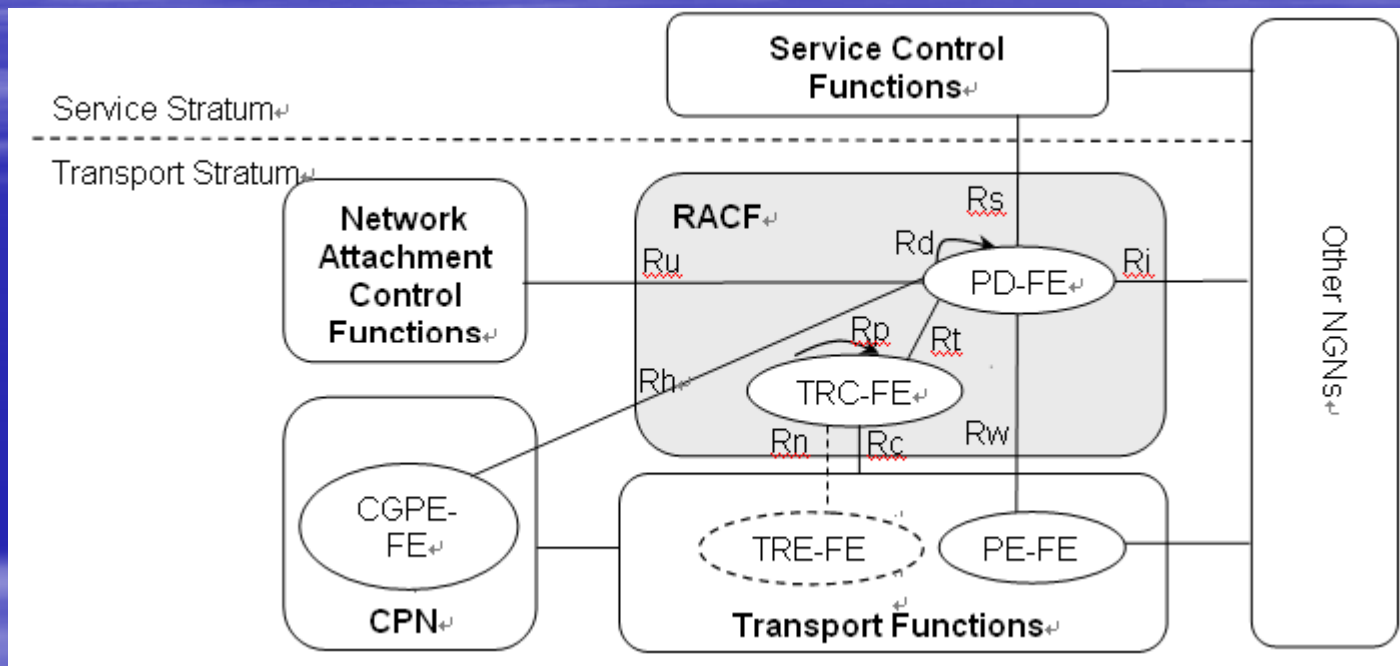 Service Control
Functions
Service Stratum
Transport Stratum
Network
Attachment
Control
Functions
RACF
Rs
Rd
Ru
PD-FE
Ri
Rp
Rt
Rh
TRC-FE
Rn
Rc
Rw
CGPE-
FE
CPN
TRE-FE
PE-FE
Transport Functions
Other NGNs